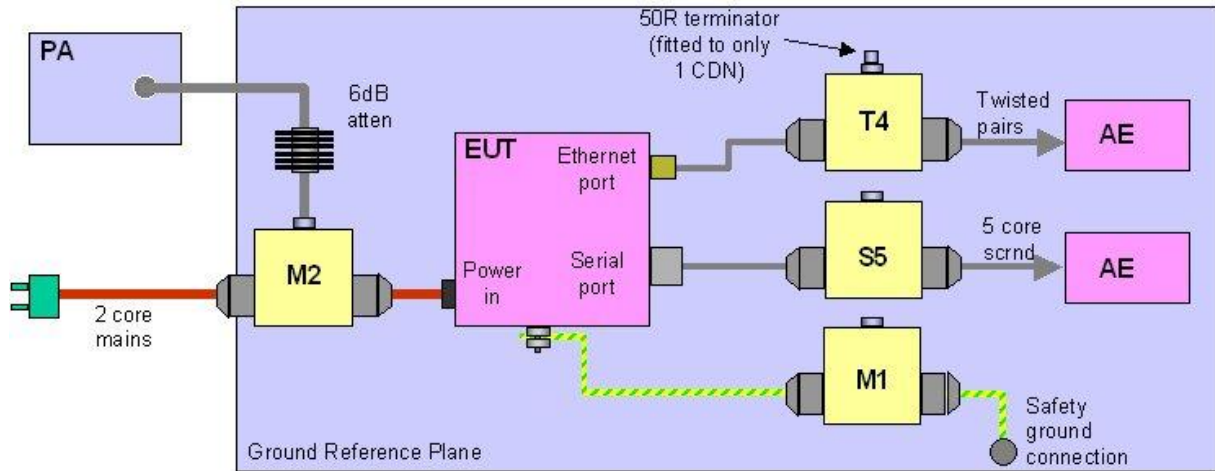 PA
6dB
atten
50R terminator
(fitted to only
1 CDN)
T4
Twisted
pairs
AE
EUT
Ethernet
port
Serial
port
Power
in
M2
2 core
mains
S5
5 core
scrnd
AE
M1
Safety
ground
connection
Ground Reference Plane